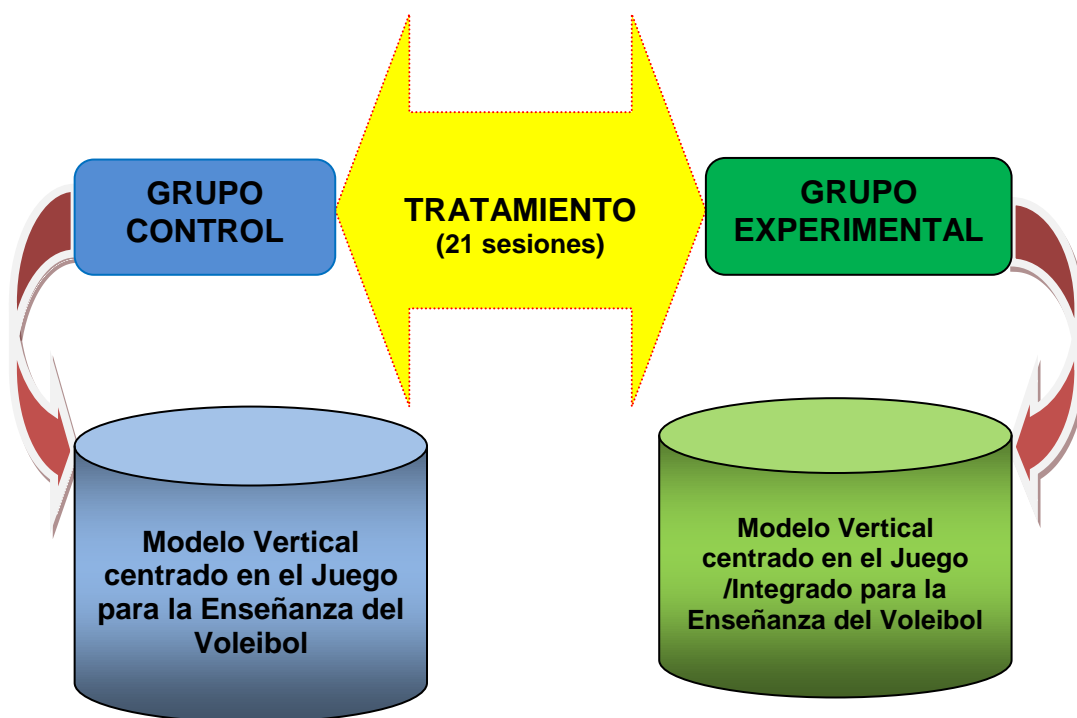 GRUPO
CONTROL
TRATAMIENTO
(21 sesiones)
GRUPO
EXPERIMENTAL
Modelo Vertical
centrado en el Juego
para la Enseñanza del
Voleibol
Modelo Vertical
centrado en el Juego
/Integrado para la
Enseñanza del Voleibol